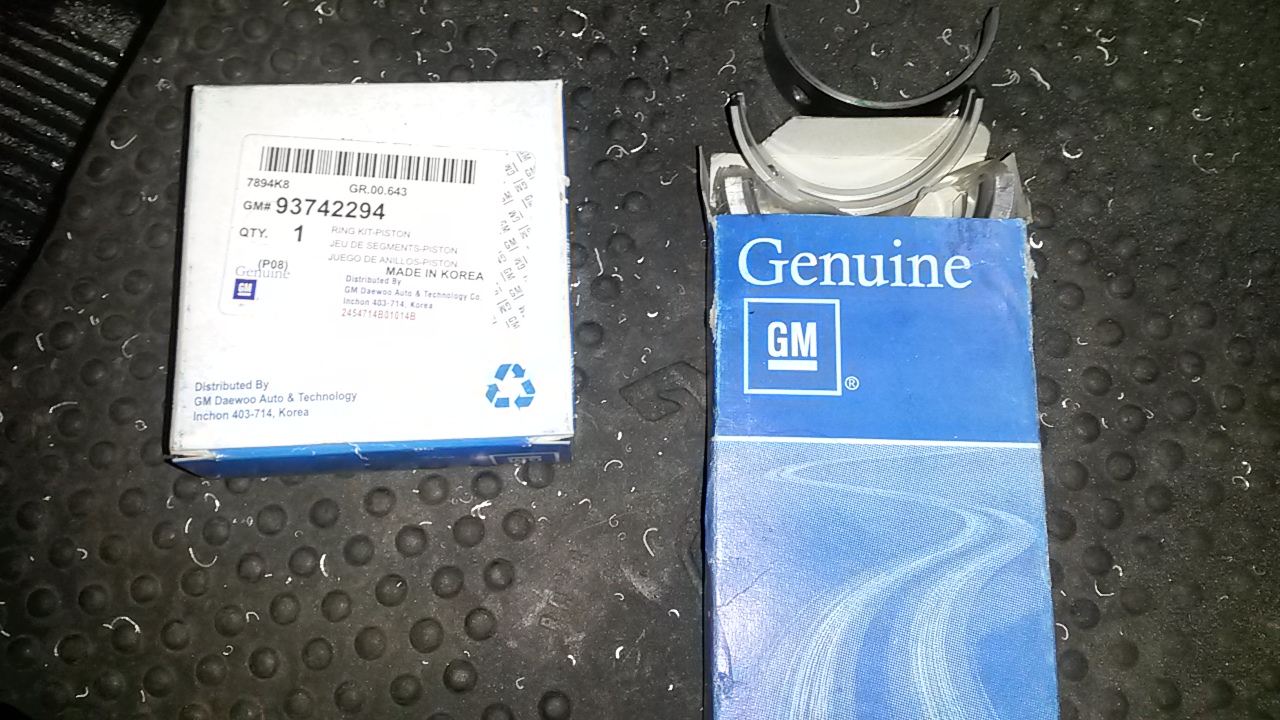 7894K8 GR.00.643
GM# 93742294
QTY. 1 RING KIT-PISTON
JEU DE SEGMENTS-PISTON
JUEGO DE ANILLOS-PISTON
(P08) MADE IN KOREA
Genuine
GM
Distributed By
GM Daewoo Auto & Technology Co.
Inchon 403-714, Korea
2454714B01014B
Distributed By
GM Daewoo Auto & Technology
Inchon 403-714, Korea
Genuine
GM
®